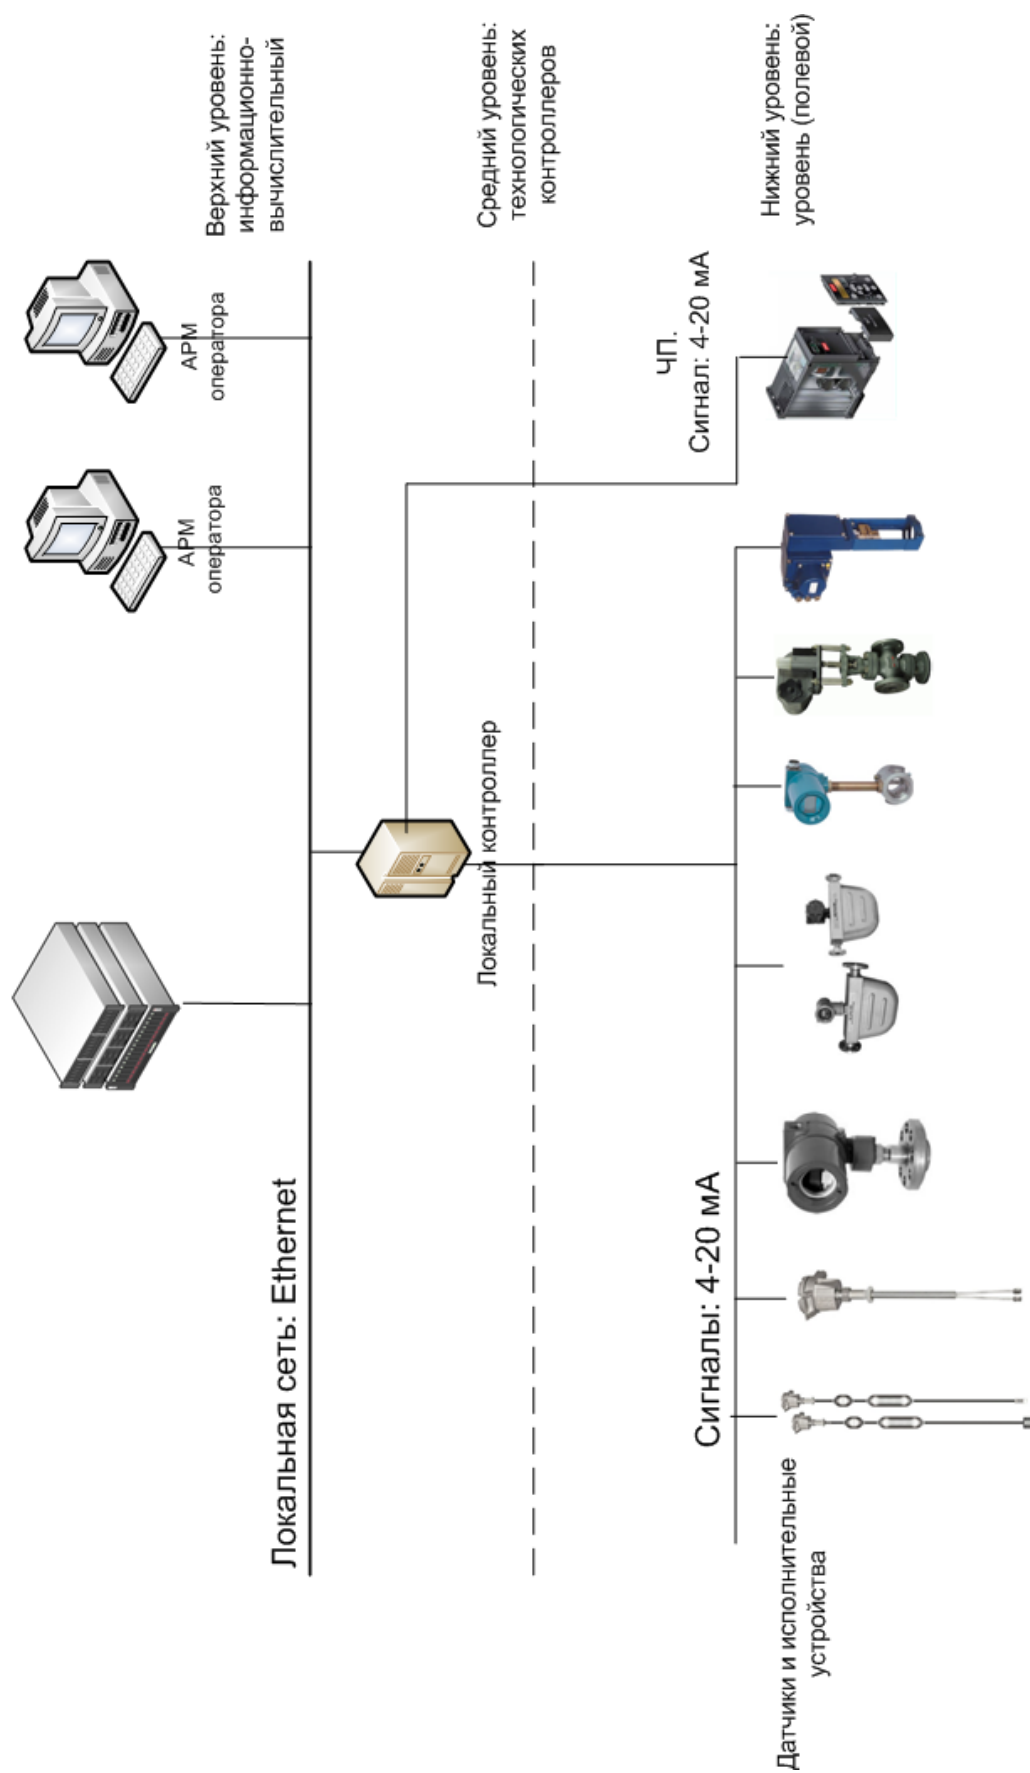 Верхний уровень:
информационно-
вычислительный
АРМ
оператора
АРМ
оператора
Локальная сеть: Ethernet
Средний уровень:
технологических
контроллеров
Локальный контроллер
Нижний уровень:
уровень (полевой)
ЧП.
Сигнал: 4-20 мА
Сигналы: 4-20 мА
Датчики и исполнительные
устройства